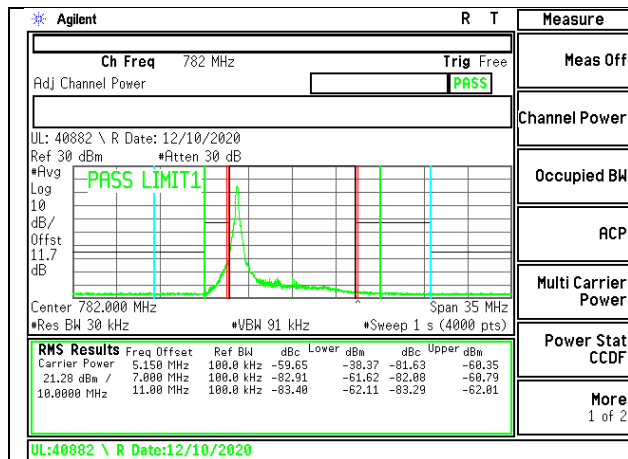 Agilent R T
Measure
Ch Freq 782 MHz Trig Free
Adj Channel Power PASS
Meas Off
Channel Power
Occupied BW
ACP
Multi Carrier
Power
Power Stat
CCDF
More
1 of 2
UL: 40882 \ R Date: 12/10/2020
Ref 30 dBm #Atten 30 dB
#Avg
Log
10
dB/
Offst
11.7
dB
PASS LIMIT1
Center 782.000 MHz ^ Span 35 MHz
#Res BW 30 kHz #VBW 91 kHz #Sweep 1 s (4000 pts)
RMS Results Freq Offset Ref BW dBc Lower dBm dBc Upper dBm
Carrier Power 5.150 MHz 100.0 kHz -59.65 -38.37 -81.63 -60.35
21.28 dBm / 7.000 MHz 100.0 kHz -82.91 -61.62 -82.08 -60.79
10.0000 MHz 11.00 MHz 100.0 kHz -83.40 -62.11 -83.29 -62.01
UL:40882 \ R Date:12/10/2020